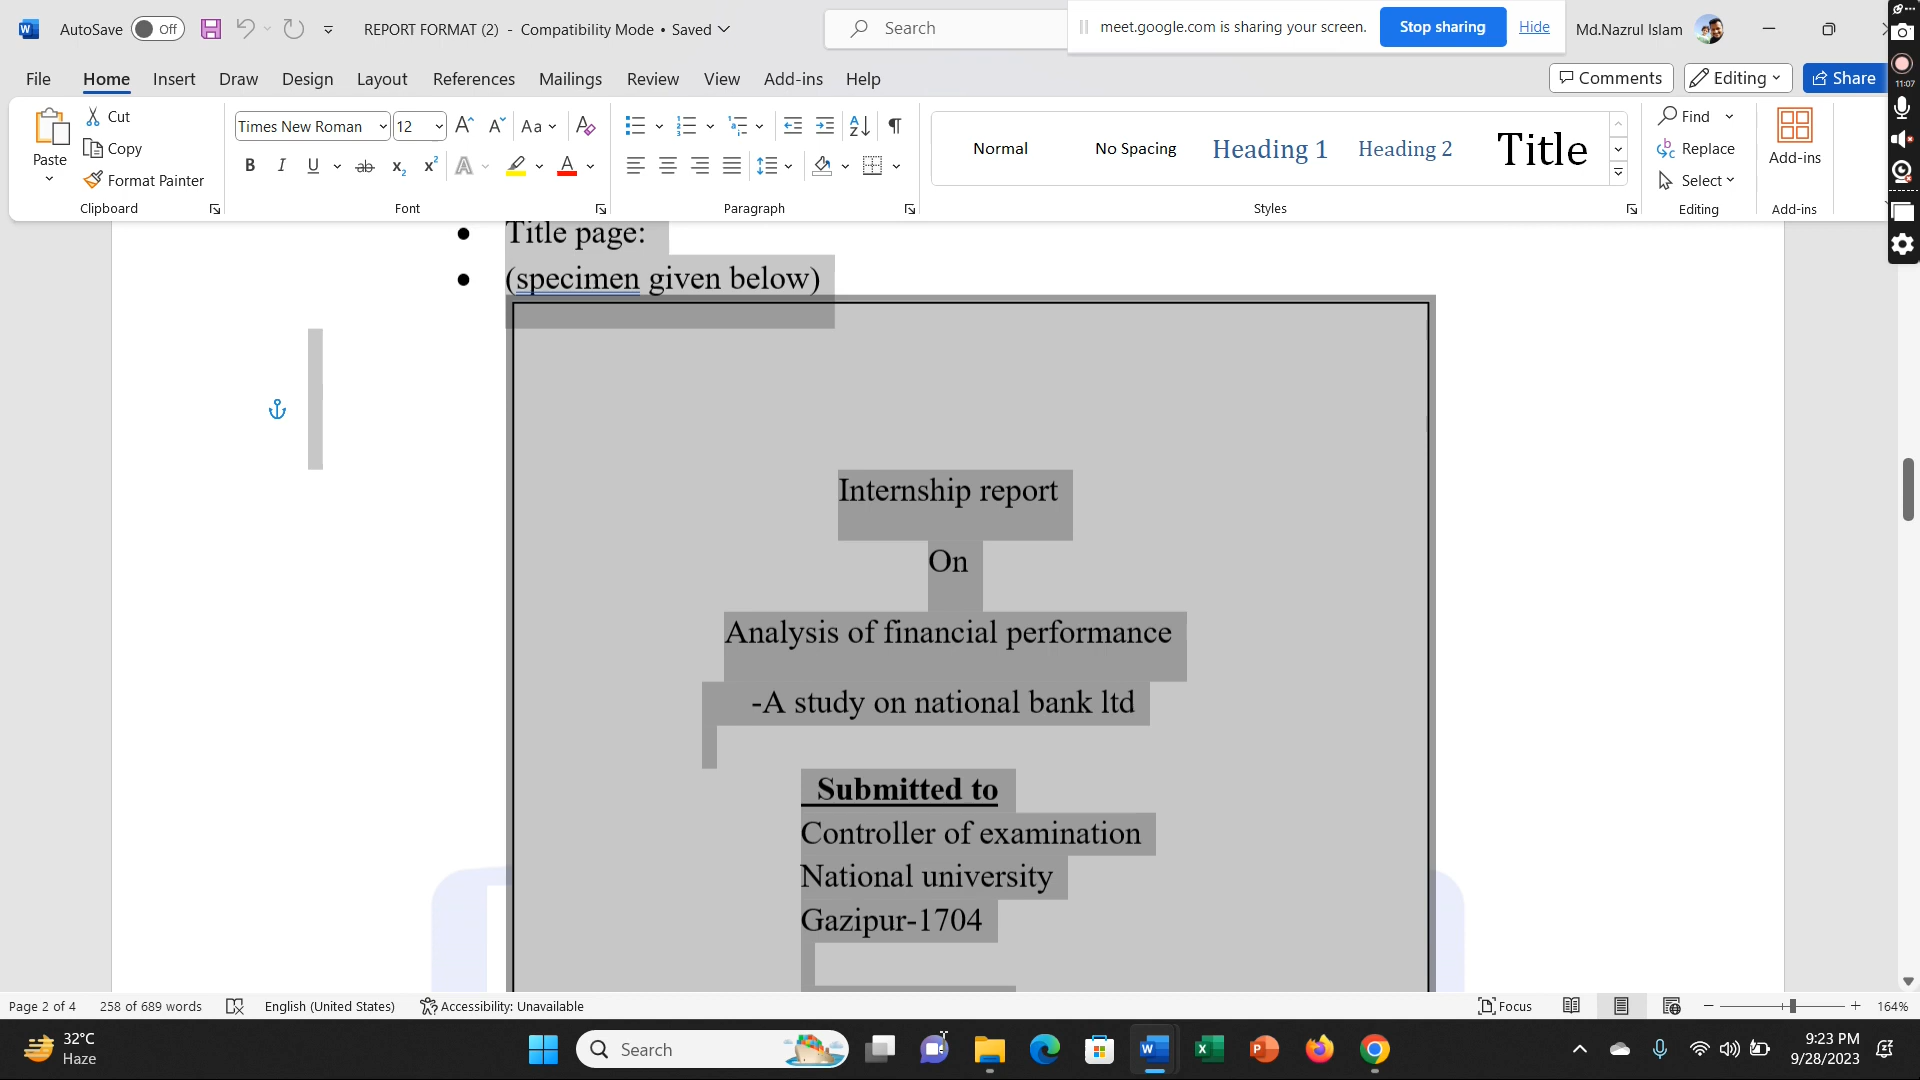 AutoSave Off REPORT FORMAT (2) - Compatibility Mode • Saved Search meet.google.com is sharing your screen. Stop sharing Hide Md.Nazrul Islam
File Home Insert Draw Design Layout References Mailings Review View Add-ins Help Comments Editing Share
11:07
Paste Cut
Copy
Format Painter
Clipboard
Times New Roman 12 Aa
B I U ab x₂ x² A A
Font
Paragraph
Normal No Spacing Heading 1 Heading 2 Title
Styles
Find
Replace
Select
Editing
Add-ins
Add-ins
• Title page:
• (specimen given below)
Internship report
On
Analysis of financial performance
-A study on national bank ltd
Submitted to
Controller of examination
National university
Gazipur-1704
Page 2 of 4 258 of 689 words English (United States) Accessibility: Unavailable Focus 164%
32°C
Haze
Search
9:23 PM
9/28/2023